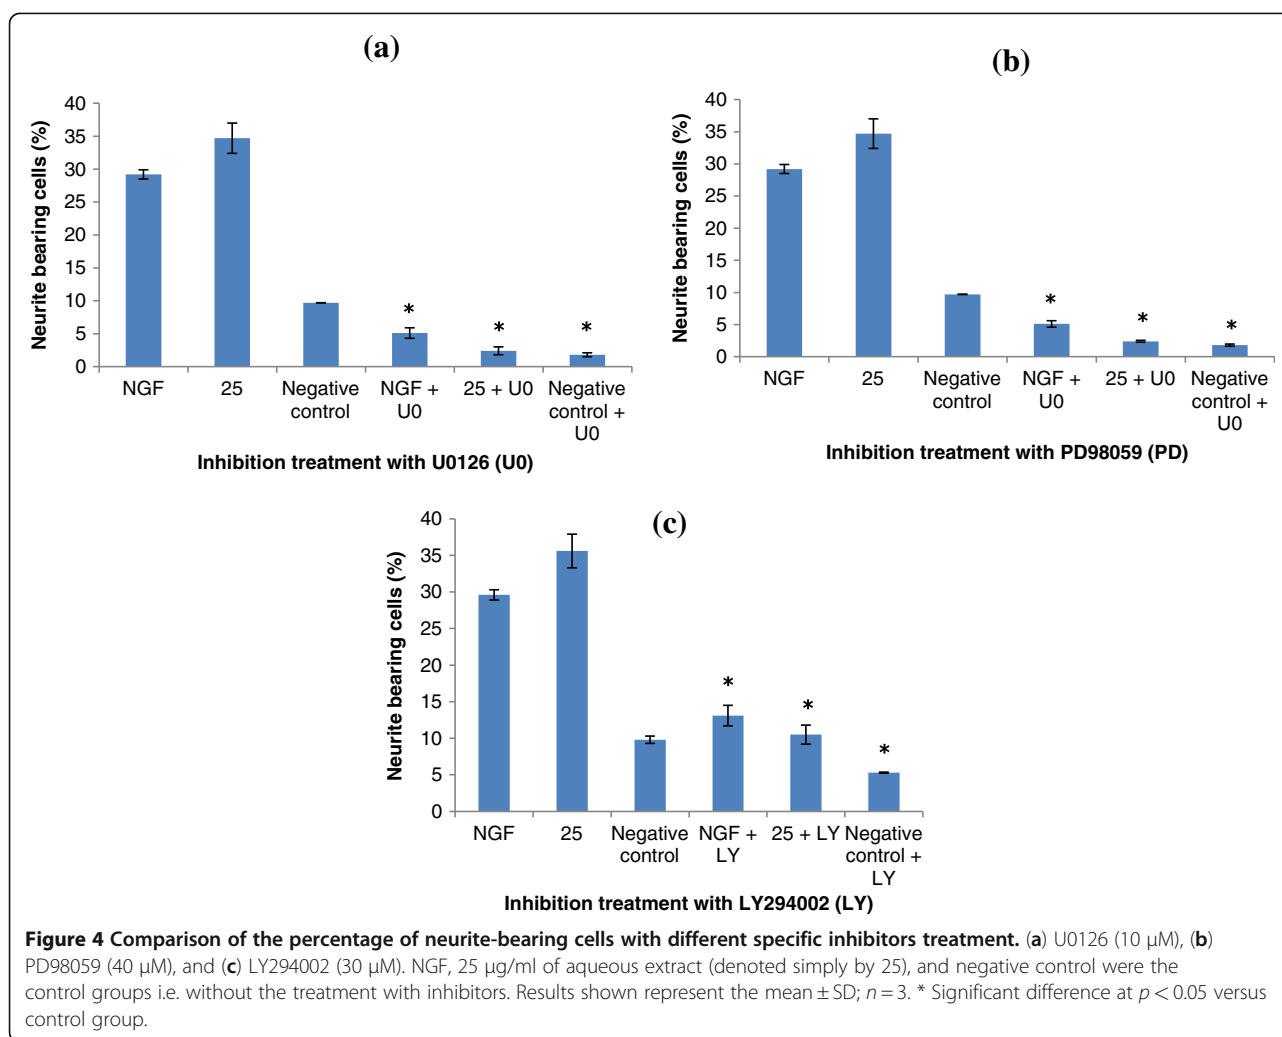 (a)
40
35
30
25
20
15
10
5
0
Neurite bearing cells (%)
*
*
*
NGF
25
Negative
control
NGF +
U0
25 + U0
Negative
control +
U0
Inhibition treatment with U0126 (U0)
(b)
40
35
30
25
20
15
10
5
0
Neurite bearing cells (%)
*
*
*
NGF
25
Negative
control
NGF +
U0
25 + U0
Negative
control + U0
Inhibition treatment with PD98059 (PD)
(c)
40
35
30
25
20
15
10
5
0
Neurite bearing cells (%)
*
*
*
NGF
25
Negative
control
NGF +
LY
25 + LY
Negative
control +
LY
Inhibition treatment with LY294002 (LY)
Figure 4 Comparison of the percentage of neurite-bearing cells with different specific inhibitors treatment. (a) U0126 (10 μM), (b)
PD98059 (40 μM), and (c) LY294002 (30 μM). NGF, 25 μg/ml of aqueous extract (denoted simply by 25), and negative control were the
control groups i.e. without the treatment with inhibitors. Results shown represent the mean ± SD; n = 3. * Significant difference at p < 0.05 versus
control group.